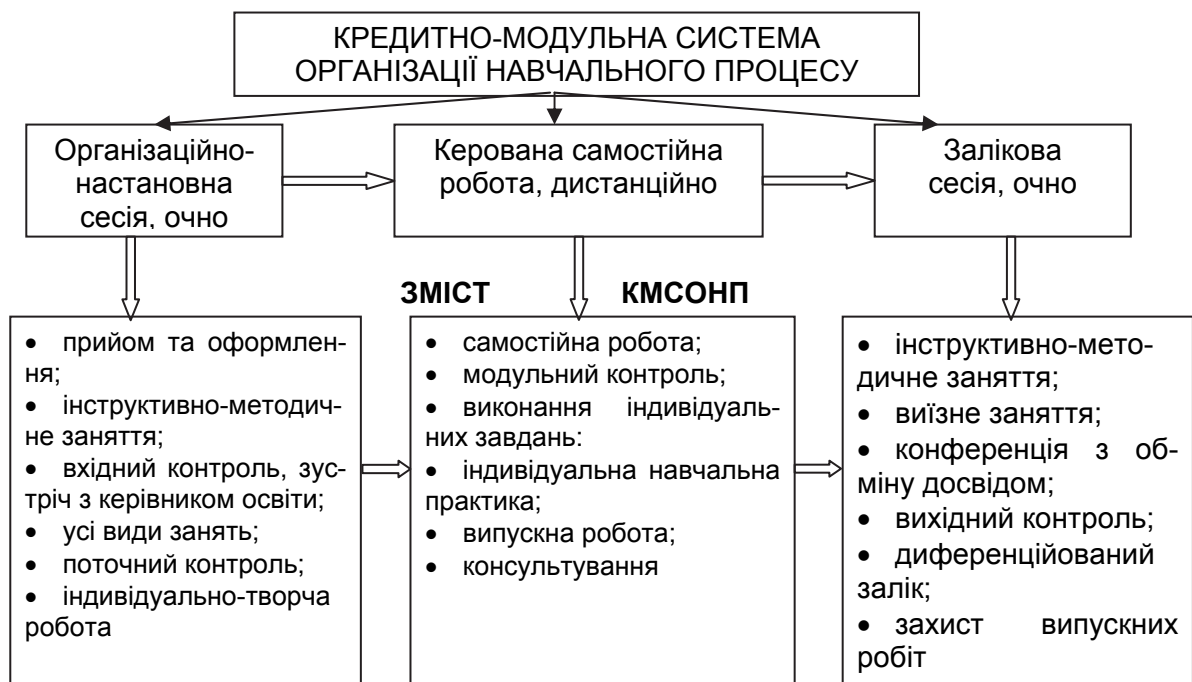 КРЕДИТНО-МОДУЛЬНА СИСТЕМА
ОРГАНІЗАЦІЇ НАВЧАЛЬНОГО ПРОЦЕСУ
Організаційно-
настановна
сесія, очно
Керована самостійна
робота, дистанційно
Залікова
сесія, очно
ЗМІСТ КМСОНП
• прийом та оформлен-
ня;
• інструктивно-методич-
не заняття;
• вхідний контроль, зус-
тріч з керівником освіти;
• усі види занять;
• поточний контроль;
• індивідуально-творча
робота
• самостійна робота;
• модульний контроль;
• виконання індивідуаль-
них завдань:
• індивідуальна навчальна
практика;
• випускна робота;
• консультування
• інструктивно-мето-
дичне заняття;
• виїзне заняття;
• конференція з об-
міну досвідом;
• вихідний контроль;
• диференційований
залік;
• захист випускних
робіт